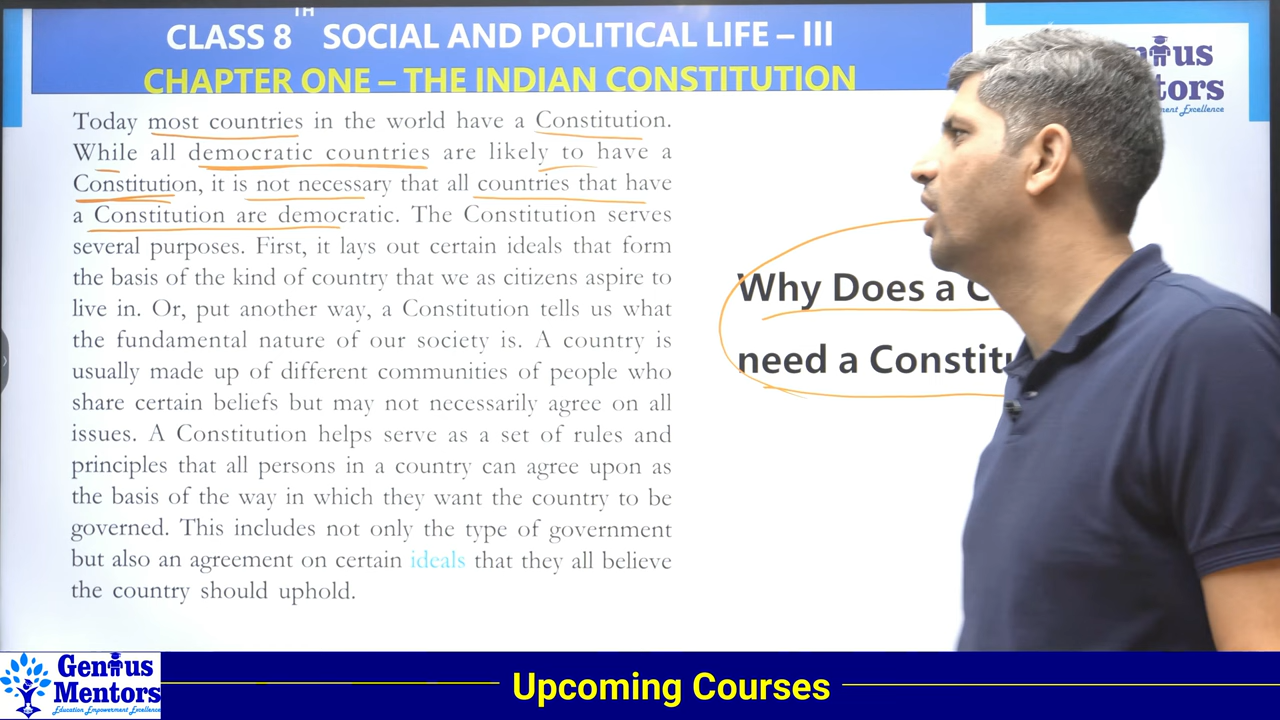 CLASS 8TH SOCIAL AND POLITICAL LIFE – III
CHAPTER ONE – THE INDIAN CONSTITUTION
Today most countries in the world have a Constitution.
While all democratic countries are likely to have a
Constitution, it is not necessary that all countries that have
a Constitution are democratic. The Constitution serves
several purposes. First, it lays out certain ideals that form
the basis of the kind of country that we as citizens aspire to
live in. Or, put another way, a Constitution tells us what
the fundamental nature of our society is. A country is
usually made up of different communities of people who
share certain beliefs but may not necessarily agree on all
issues. A Constitution helps serve as a set of rules and
principles that all persons in a country can agree upon as
the basis of the way in which they want the country to be
governed. This includes not only the type of government
but also an agreement on certain ideals that they all believe
the country should uphold.
Why Does a C
need a Constit
Genius
Mentors
Education Empowerment Excellence
Upcoming Courses